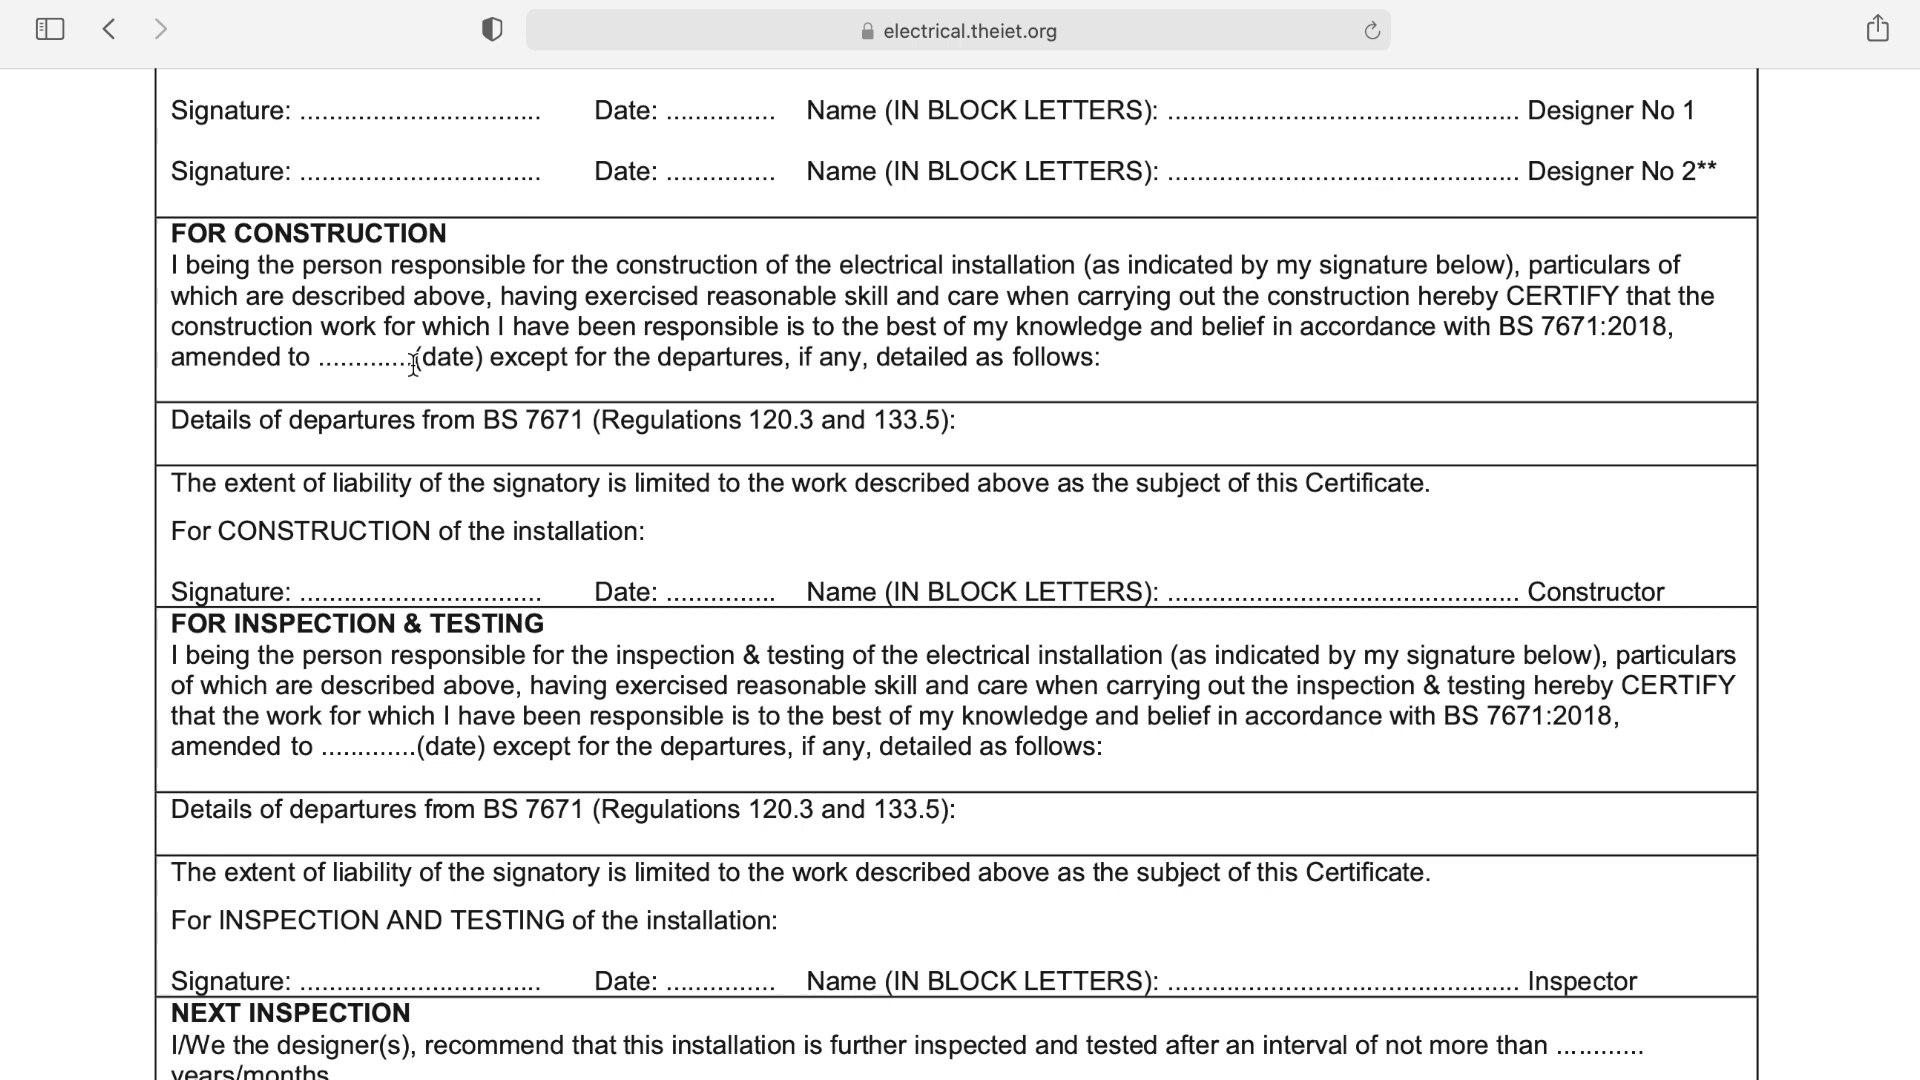 electrical.theiet.org
Signature: ................................. Date: ............... Name (IN BLOCK LETTERS): ................................................ Designer No 1
Signature: ................................. Date: ............... Name (IN BLOCK LETTERS): ................................................ Designer No 2**
FOR CONSTRUCTION
I being the person responsible for the construction of the electrical installation (as indicated by my signature below), particulars of
which are described above, having exercised reasonable skill and care when carrying out the construction hereby CERTIFY that the
construction work for which I have been responsible is to the best of my knowledge and belief in accordance with BS 7671:2018,
amended to .............(date) except for the departures, if any, detailed as follows:
Details of departures from BS 7671 (Regulations 120.3 and 133.5):
The extent of liability of the signatory is limited to the work described above as the subject of this Certificate.
For CONSTRUCTION of the installation:
Signature: ................................. Date: ............... Name (IN BLOCK LETTERS): ................................................ Constructor
FOR INSPECTION & TESTING
I being the person responsible for the inspection & testing of the electrical installation (as indicated by my signature below), particulars
of which are described above, having exercised reasonable skill and care when carrying out the inspection & testing hereby CERTIFY
that the work for which I have been responsible is to the best of my knowledge and belief in accordance with BS 7671:2018,
amended to .............(date) except for the departures, if any, detailed as follows:
Details of departures from BS 7671 (Regulations 120.3 and 133.5):
The extent of liability of the signatory is limited to the work described above as the subject of this Certificate.
For INSPECTION AND TESTING of the installation:
Signature: ................................. Date: ............... Name (IN BLOCK LETTERS): ................................................ Inspector
NEXT INSPECTION
I/We the designer(s), recommend that this installation is further inspected and tested after an interval of not more than ............
years/months